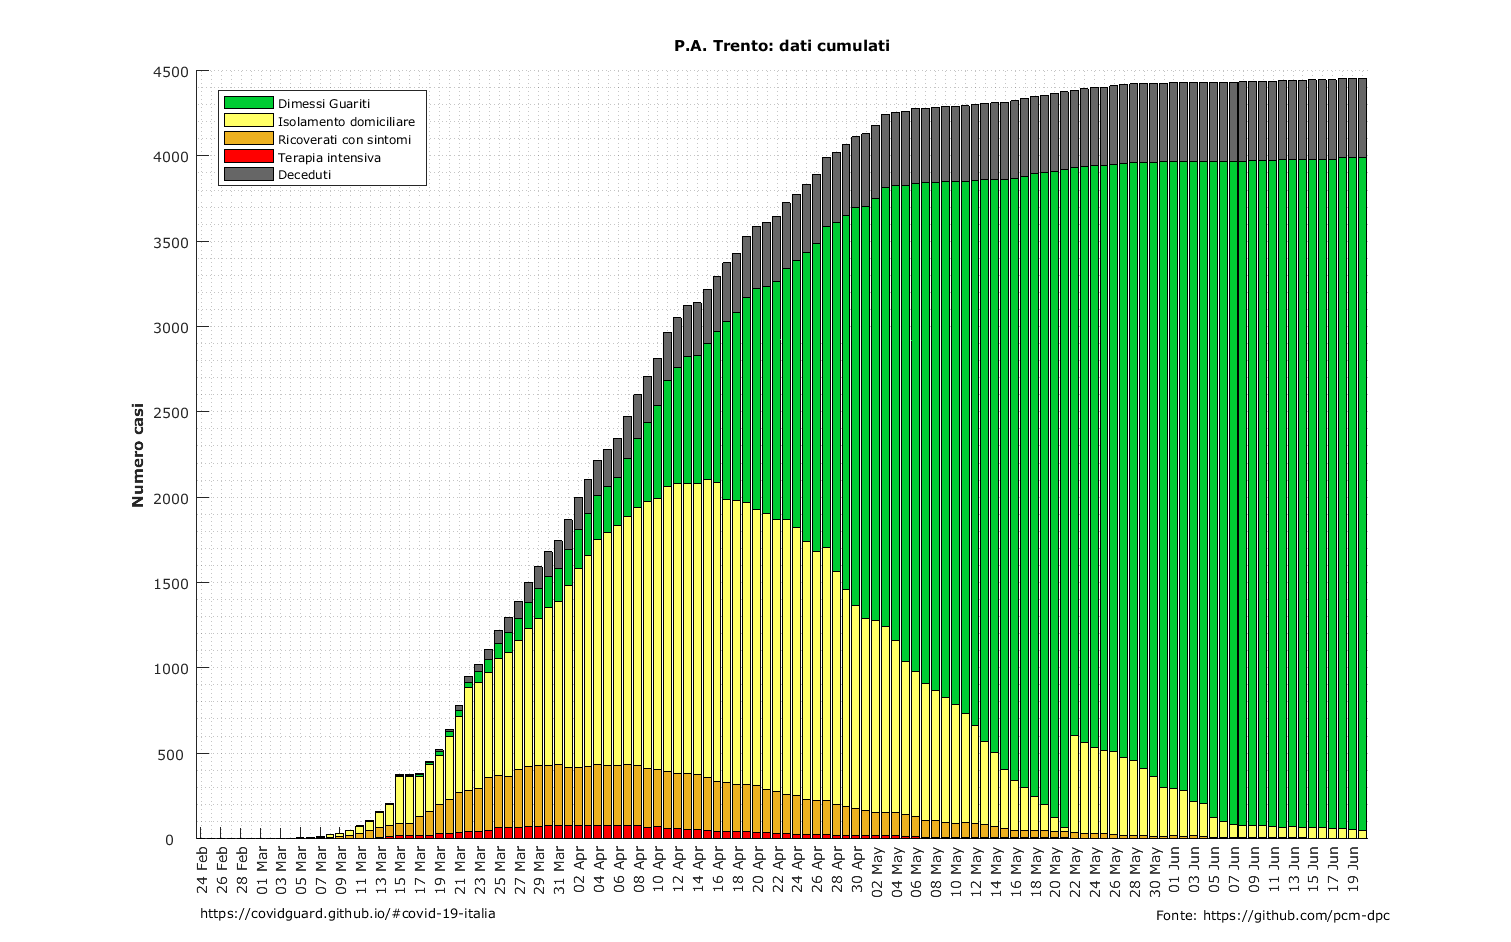 P.A. Trento: dati cumulati
4500
4000
3500
3000
2500
2000
1500
1000
500
0
Numero casi
Dimessi Guariti
Isolamento domiciliare
Ricoverati con sintomi
Terapia intensiva
Deceduti
24 Feb
26 Feb
28 Feb
01 Mar
03 Mar
05 Mar
07 Mar
09 Mar
11 Mar
13 Mar
15 Mar
17 Mar
19 Mar
21 Mar
23 Mar
25 Mar
27 Mar
29 Mar
31 Mar
02 Apr
04 Apr
06 Apr
08 Apr
10 Apr
12 Apr
14 Apr
16 Apr
18 Apr
20 Apr
22 Apr
24 Apr
26 Apr
28 Apr
30 Apr
02 May
04 May
06 May
08 May
10 May
12 May
14 May
16 May
18 May
20 May
22 May
24 May
26 May
28 May
30 May
01 Jun
03 Jun
05 Jun
07 Jun
09 Jun
11 Jun
13 Jun
15 Jun
17 Jun
19 Jun
https://covidguard.github.io/#covid-19-italia
Fonte: https://github.com/pcm-dpc